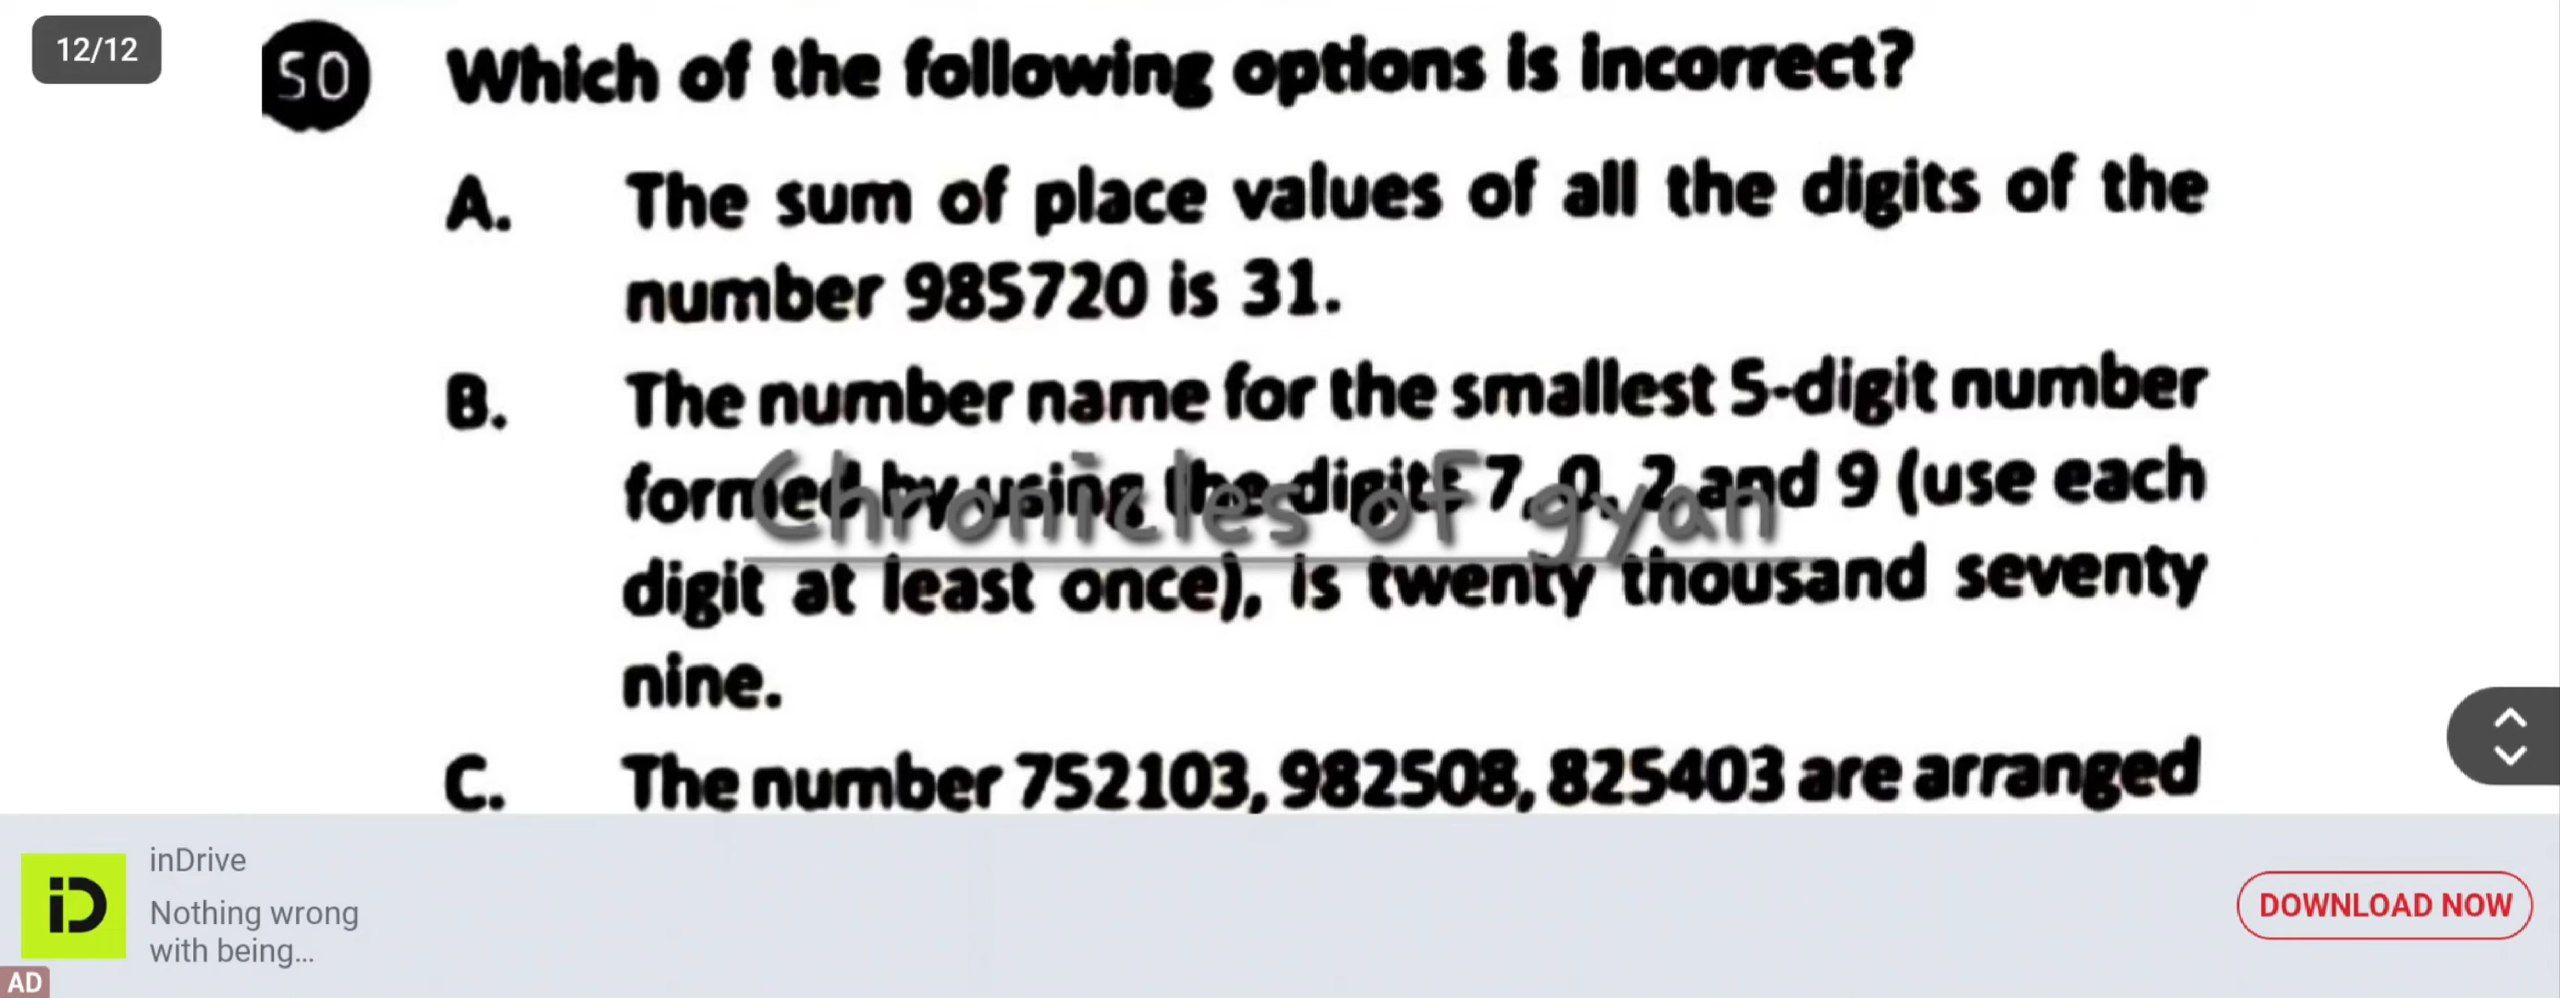 12/12
50 Which of the following options is incorrect?
A. The sum of place values of all the digits of the
number 985720 is 31.
B. The number name for the smallest 5-digit number
formed by using the digits 7, 0, 2 and 9 (use each
Chronicles of gyan
digit at least once), is twenty thousand seventy
nine.
C. The number 752103, 982508, 825403 are arranged
inDrive
Nothing wrong
with being...
DOWNLOAD NOW
AD